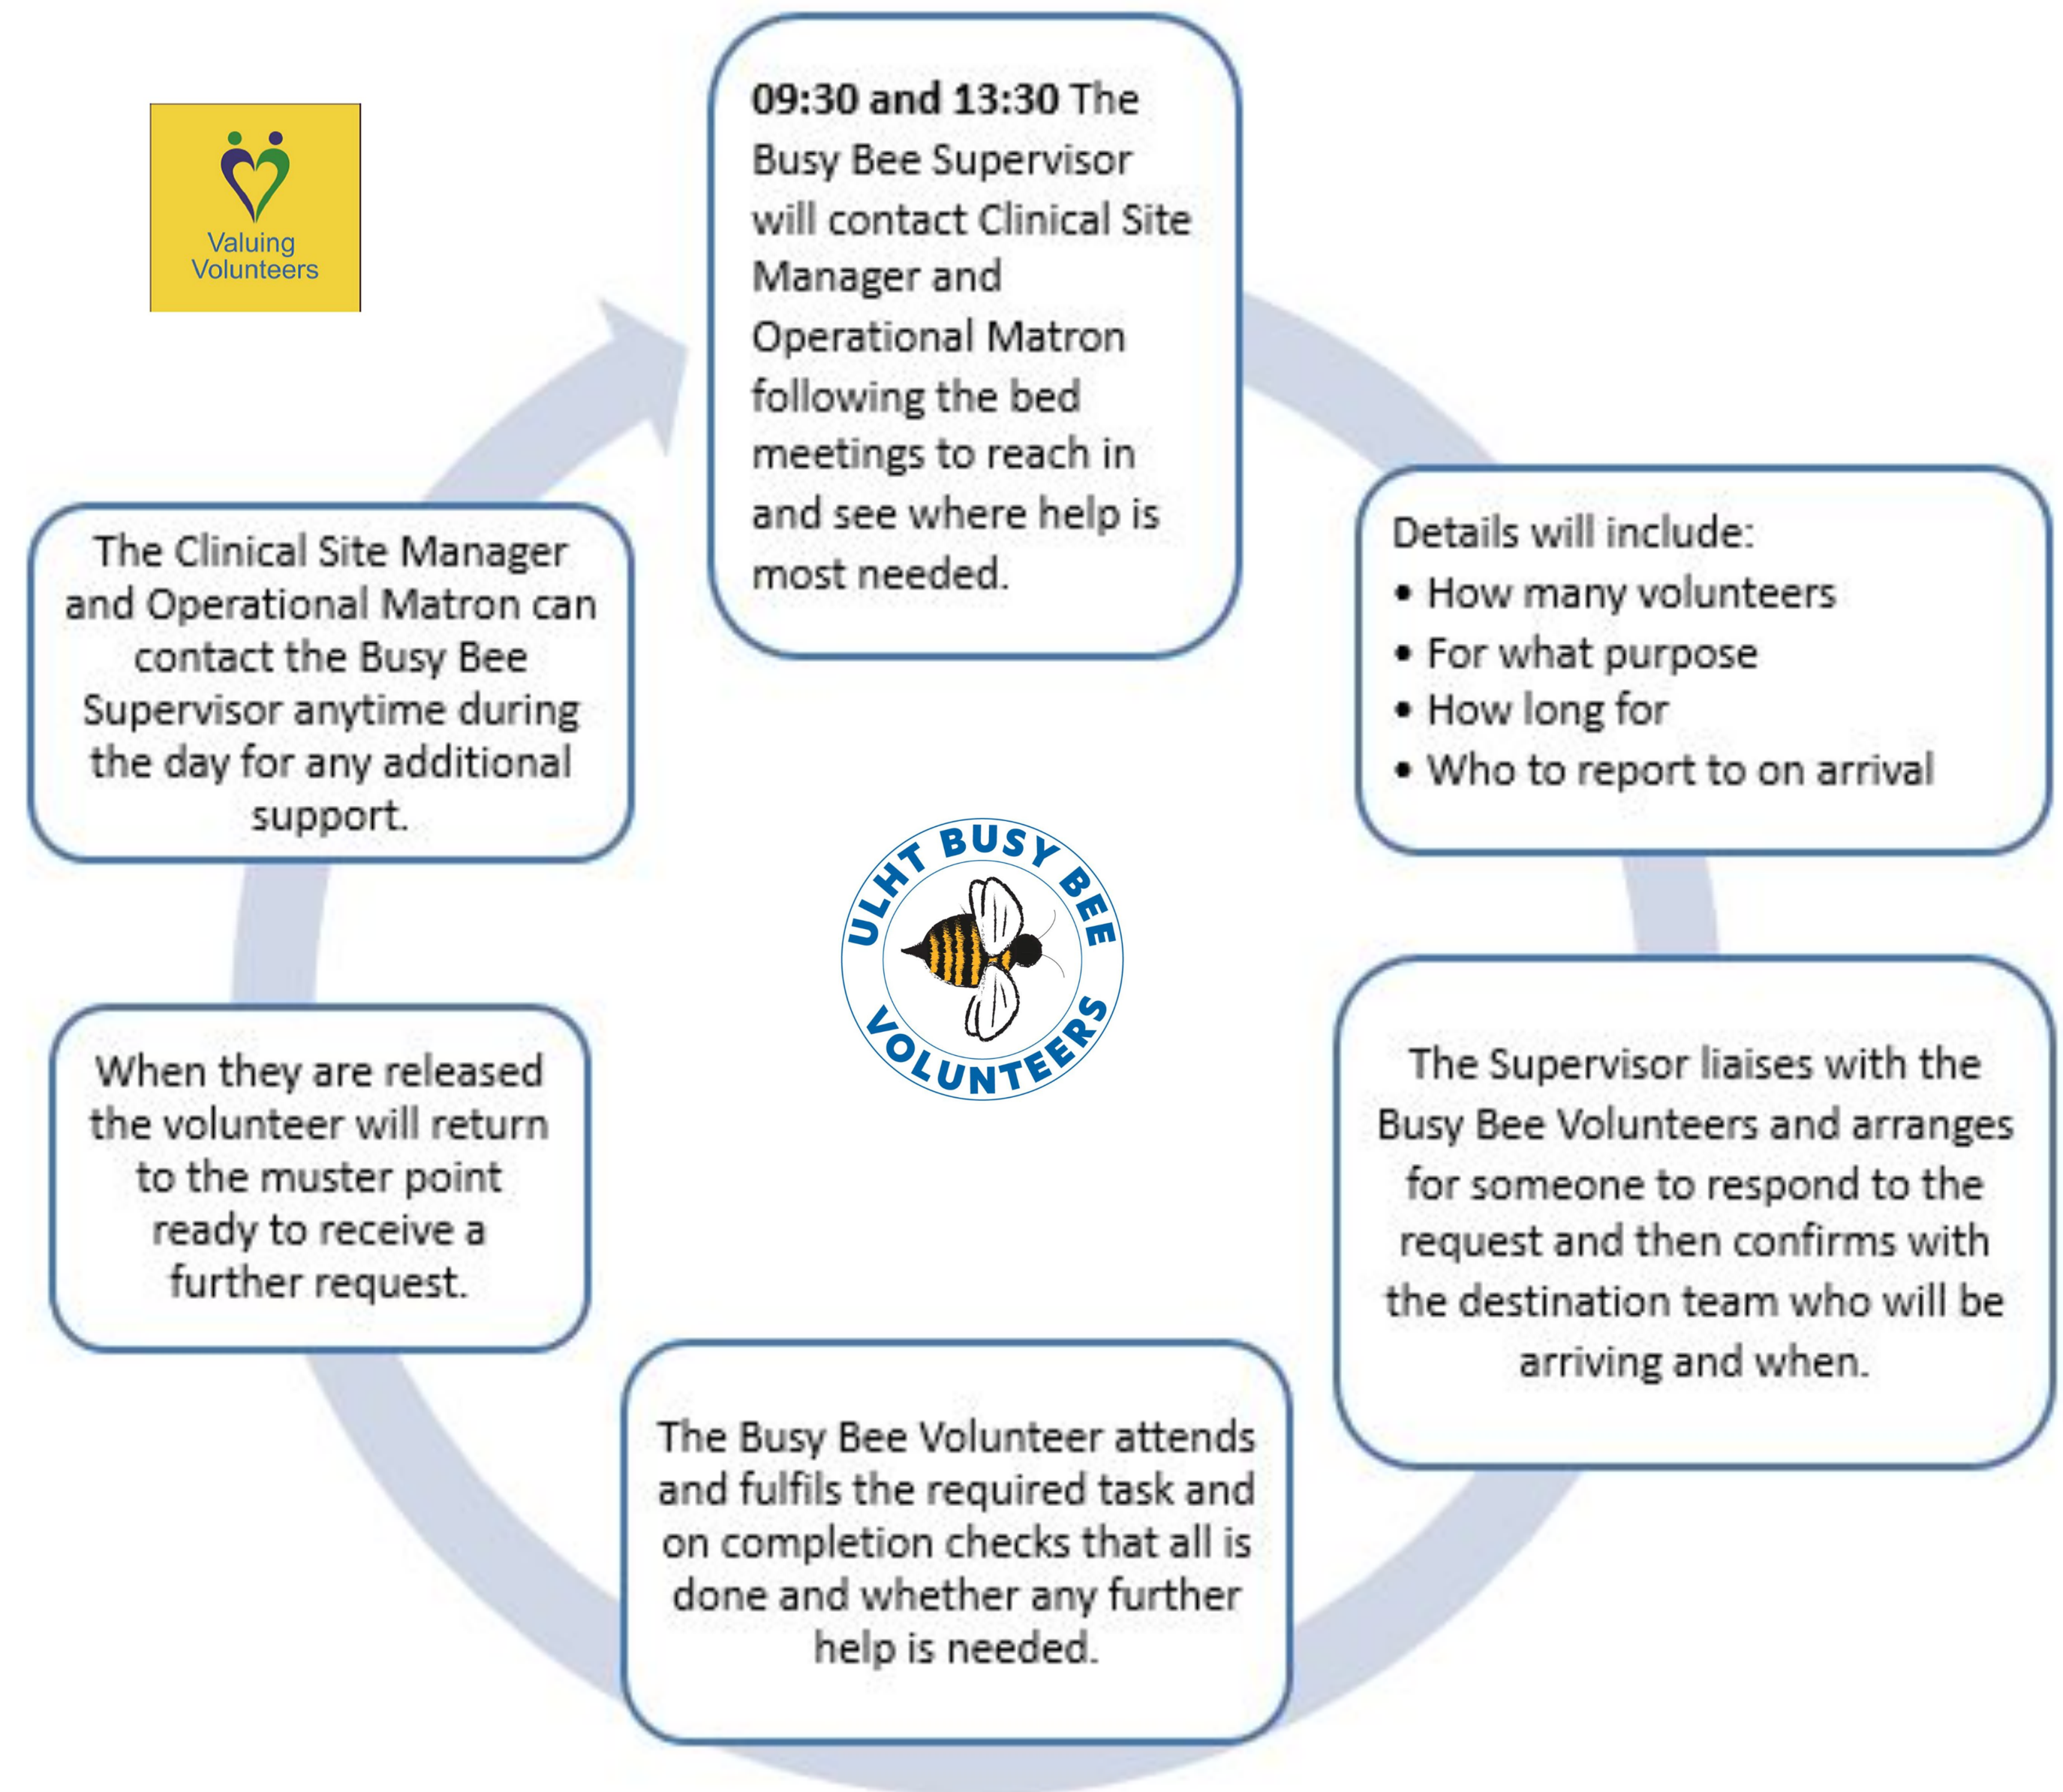 Valuing
Volunteers
09:30 and 13:30 The
Busy Bee Supervisor
will contact Clinical Site
Manager and
Operational Matron
following the bed
meetings to reach in
and see where help is
most needed.
Details will include:
• How many volunteers
• For what purpose
• How long for
• Who to report to on arrival
The Supervisor liaises with the
Busy Bee Volunteers and arranges
for someone to respond to the
request and then confirms with
the destination team who will be
arriving and when.
The Busy Bee Volunteer attends
and fulfils the required task and
on completion checks that all is
done and whether any further
help is needed.
When they are released
the volunteer will return
to the muster point
ready to receive a
further request.
The Clinical Site Manager
and Operational Matron can
contact the Busy Bee
Supervisor anytime during
the day for any additional
support.
ULHT BUSY BEE
VOLUNTEERS